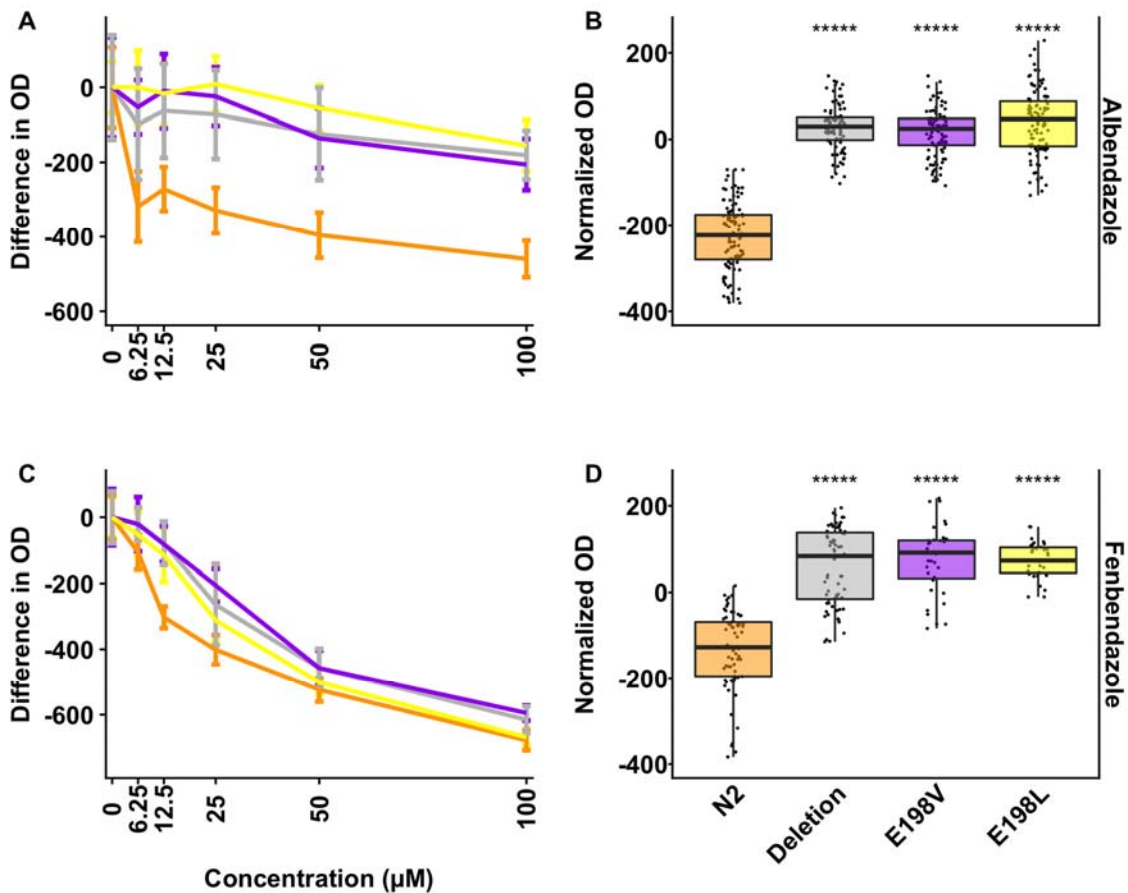 A
Difference in OD
0
-200
-400
-600
0
6.25
12.5
25
50
100
B
Normalized OD
200
0
-200
-400
*****
*****
*****
Albendazole
C
Difference in OD
0
-200
-400
-600
0
6.25
12.5
25
50
100
Concentration (µM)
D
Normalized OD
200
0
-200
-400
*****
*****
*****
N2
Deletion
E198V
E198L
Fenbendazole